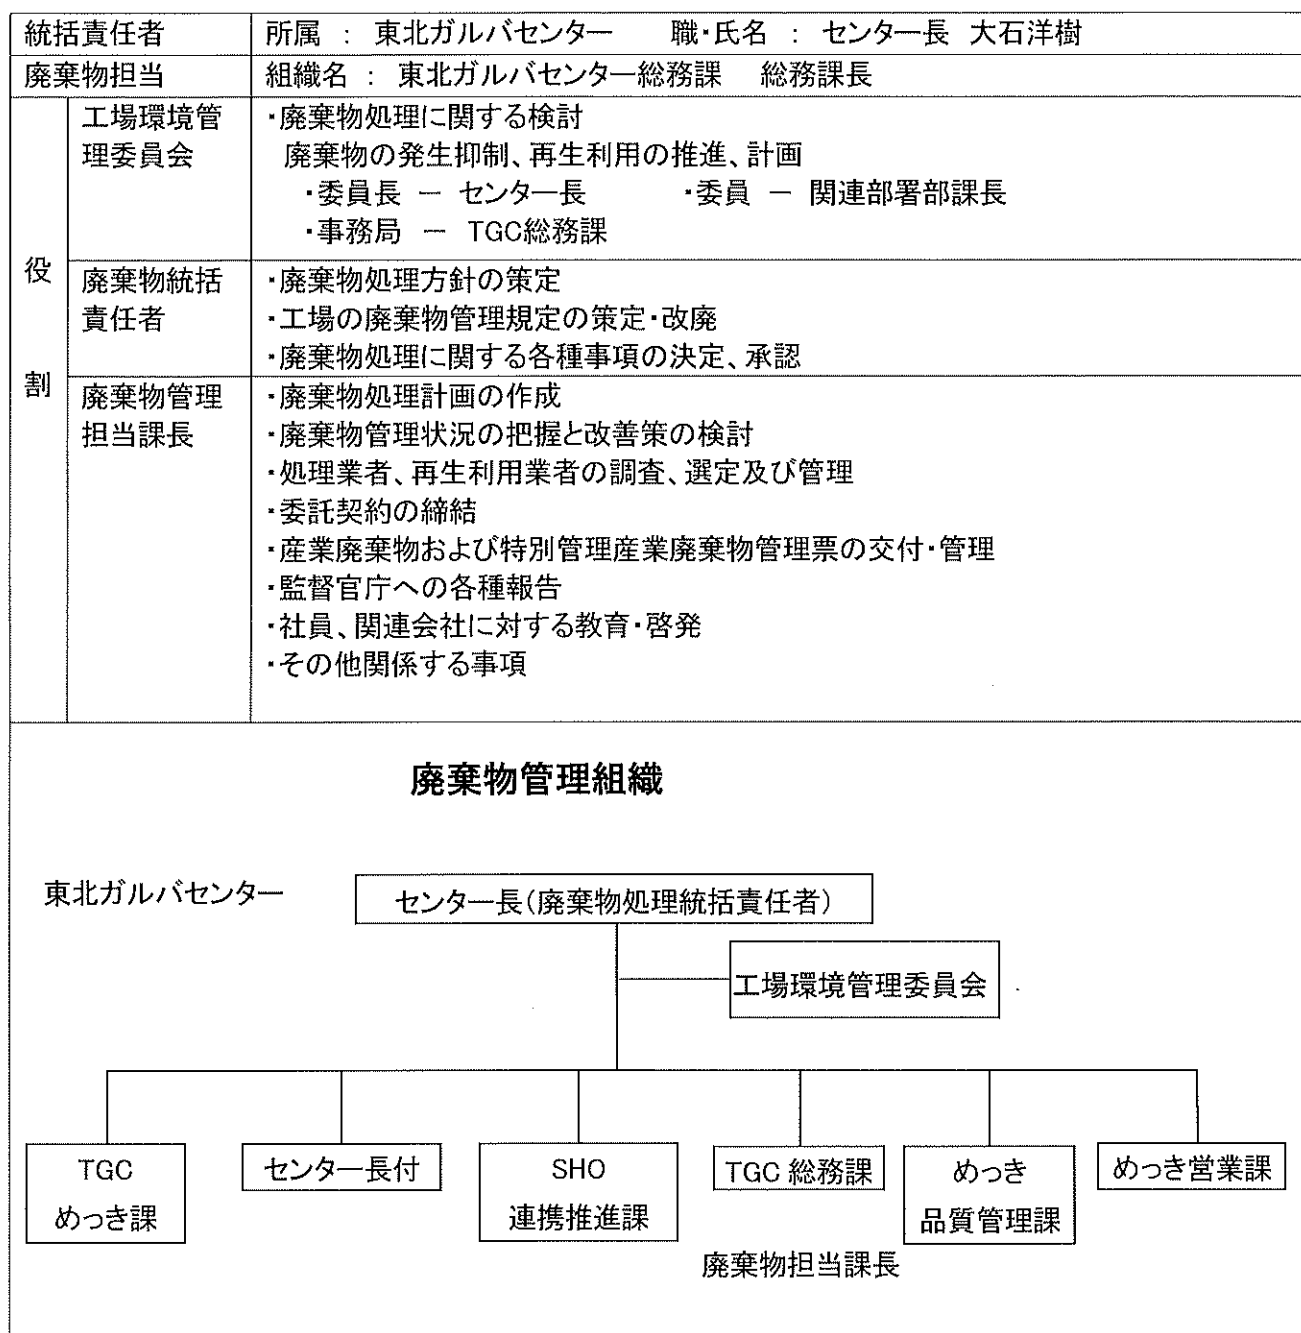 統括責任者 所属 : 東北ガルバセンター 職・氏名 : センター長 大石洋樹
廃棄物担当 組織名 : 東北ガルバセンター総務課 総務課長
役割
工場環境管
理委員会
・廃棄物処理に関する検討
廃棄物の発生抑制、再生利用の推進、計画
・委員長 － センター長 ・委員 － 関連部署部課長
・事務局 － TGC総務課
廃棄物統括
責任者
・廃棄物処理方針の策定
・工場の廃棄物管理規定の策定・改廃
・廃棄物処理に関する各種事項の決定、承認
廃棄物管理
担当課長
・廃棄物処理計画の作成
・廃棄物管理状況の把握と改善策の検討
・処理業者、再生利用業者の調査、選定及び管理
・委託契約の締結
・産業廃棄物および特別管理産業廃棄物管理票の交付・管理
・監督官庁への各種報告
・社員、関連会社に対する教育・啓発
・その他関係する事項
廃棄物管理組織
東北ガルバセンター
センター長(廃棄物処理統括責任者)
工場環境管理委員会
TGC
めっき課
センター長付
SHO
連携推進課
TGC 総務課
めっき
品質管理課
めっき営業課
廃棄物担当課長